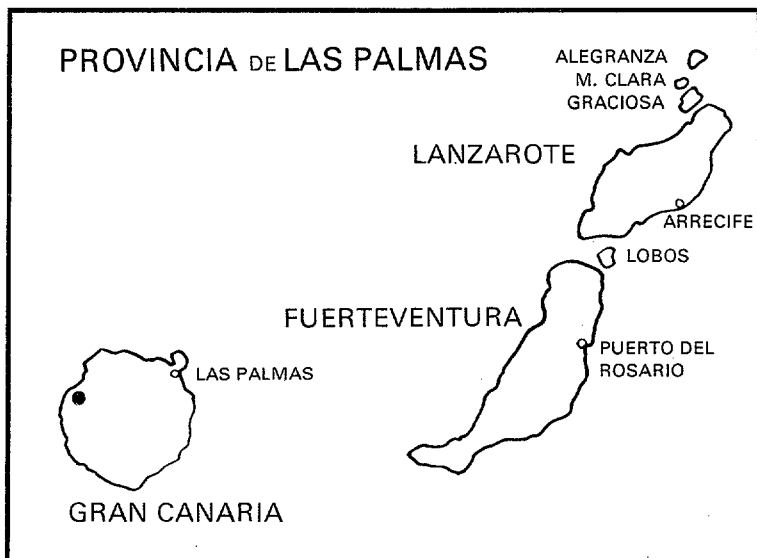 PROVINCIA DE LAS PALMAS
ALEGRANZA
M. CLARA
GRACIOSA
LANZAROTE
ARRECIFE
LOBOS
FUERTEVENTURA
PUERTO DEL
ROSARIO
LAS PALMAS
GRAN CANARIA